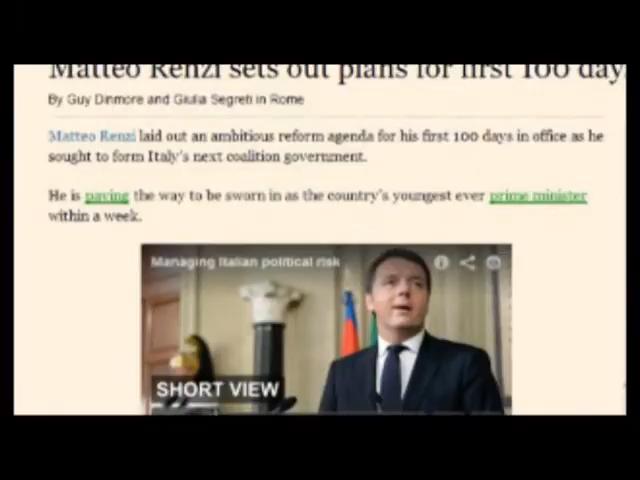 Matteo Renzi sets out plans for first 100 day
By Guy Dinmore and Giulia Segreti in Rome
Matteo Renzi laid out an ambitious reform agenda for his first 100 days in office as he
sought to form Italy's next coalition government.
He is paving the way to be sworn in as the country's youngest ever prime minister
within a week.
Managing Italian political risk
SHORT VIEW